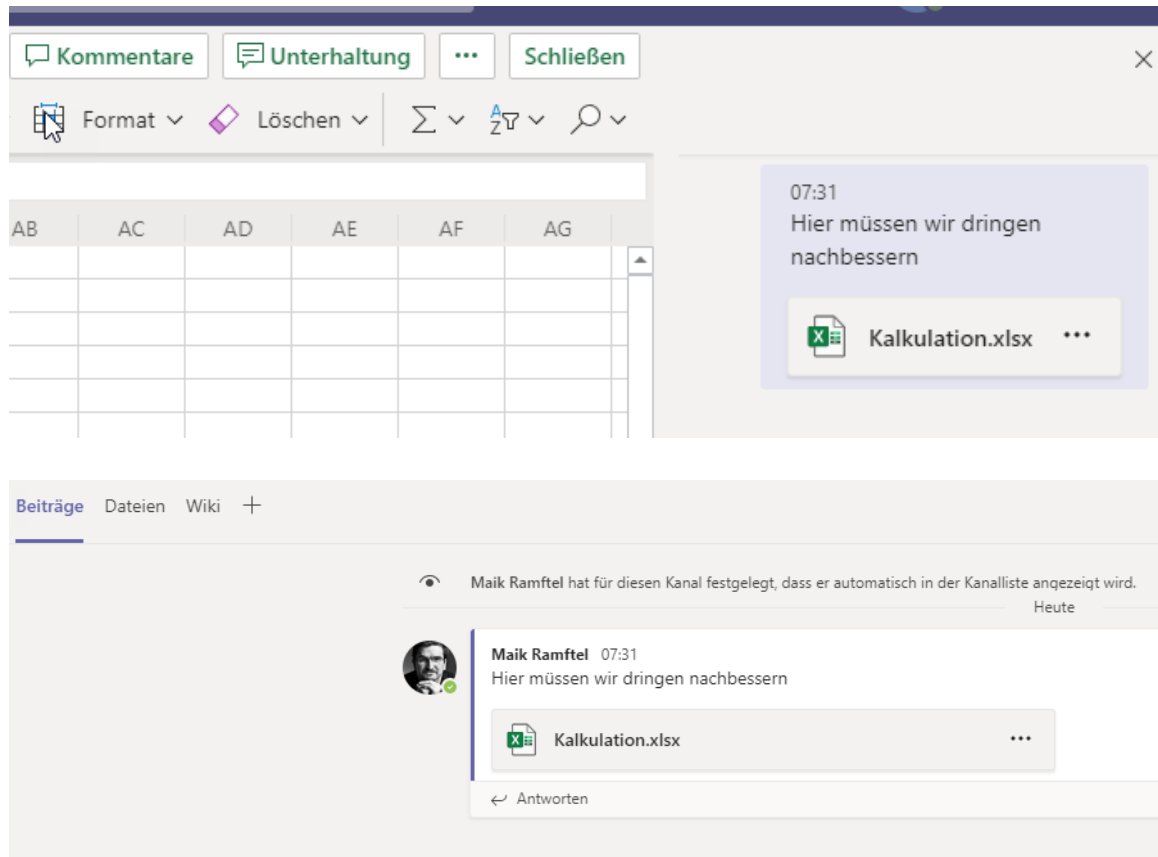 Kommentare Unterhaltung ... Schließen
Format Löschen
AB AC AD AE AF AG
07:31
Hier müssen wir dringen
nachbessern
Kalkulation.xlsx ...
Beiträge Dateien Wiki +
Maik Ramftel hat für diesen Kanal festgelegt, dass er automatisch in der Kanalliste angezeigt wird.
Heute
Maik Ramftel 07:31
Hier müssen wir dringen nachbessern
Kalkulation.xlsx ...
Antworten